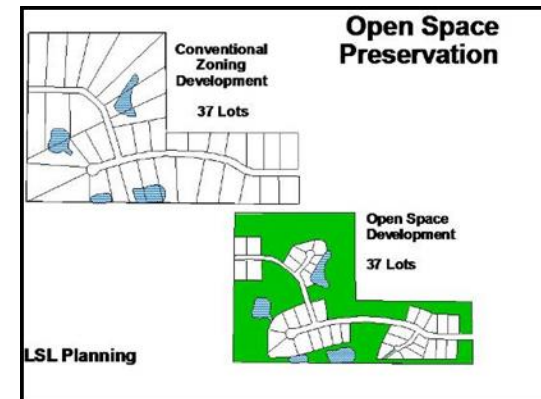 Open Space
Preservation
Conventional
Zoning
Development
37 Lots
Open Space
Development
37 Lots
LSL Planning